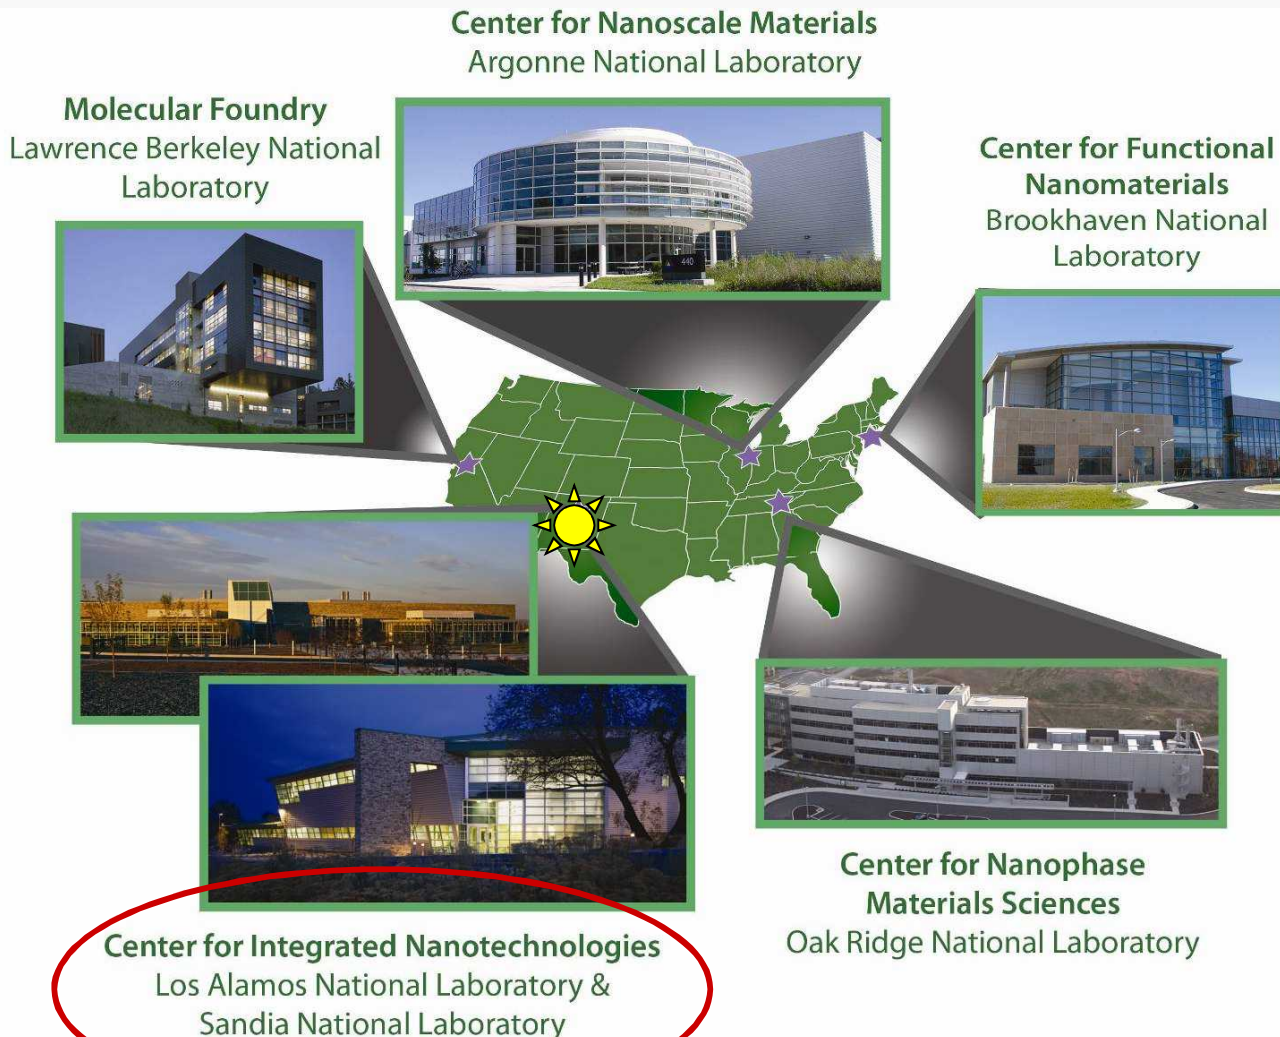 Center for Nanoscale Materials
Argonne National Laboratory
Molecular Foundry
Lawrence Berkeley National
Laboratory
Center for Functional
Nanomaterials
Brookhaven National
Laboratory
440
Center for Nanophase
Materials Sciences
Oak Ridge National Laboratory
Center for Integrated Nanotechnologies
Los Alamos National Laboratory &
Sandia National Laboratory